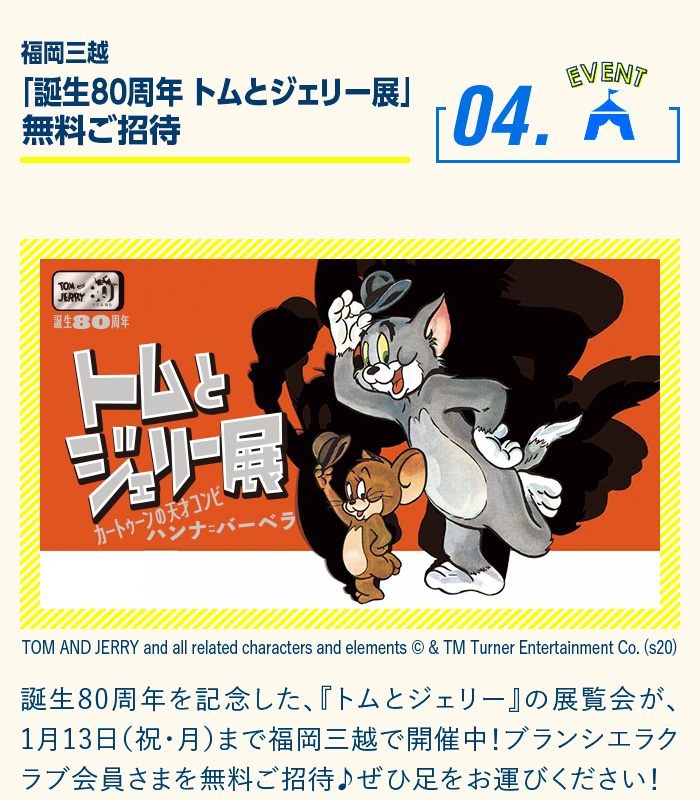 福岡三越
「誕生80周年 トムとジェリー展」
無料ご招待
04.
EVENT
TOM and JERRY 80
YEARS
誕生80周年
トムと
ジェリー展
カートゥーンの天才コンビ
ハンナ=バーベラ
TOM AND JERRY and all related characters and elements © & TM Turner Entertainment Co. (s20)
誕生80周年を記念した、『トムとジェリー』の展覧会が、
1月13日(祝・月)まで福岡三越で開催中!ブランシエラク
ラブ会員さまを無料ご招待♪ぜひ足をお運びください!